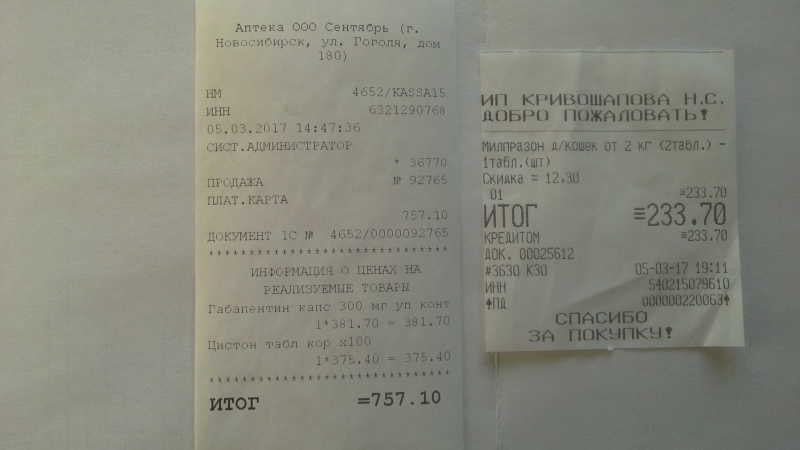 Аптека ООО Сентябрь (г.
Новосибирск, ул. Гоголя, дом
180)
НМ 4652/KASSA15
ИНН 6321290768
05.03.2017 14:47:36
СИСТ.АДМИНИСТРАТОР
* 36770
ПРОДАЖА № 92765
ПЛАТ.КАРТА
757.10
ДОКУМЕНТ 1С № 4652/0000092765
******************************
ИНФОРМАЦИЯ О ЦЕНАХ НА
РЕАЛИЗУЕМЫЕ ТОВАРЫ
Габапентин капс 300 мг уп конт
1*381.70 = 381.70
Цистон табл кор x100
1*375.40 = 375.40
******************************
ИТОГ =757.10
ИП КРИВОШАПОВА Н.С.
ДОБРО ПОЖАЛОВАТЬ!
Милпразон д/кошек от 2 кг (2табл.) -
1табл.(шт)
Скидка = 12.30
01 ≡233.70
ИТОГ ≡233.70
КРЕДИТОМ ≡233.70
ДОК. 00025612
#3630 К30 05-03-17 19:11
ИНН 540215079610
↑ПД 000000220063↑
СПАСИБО
ЗА ПОКУПКУ!